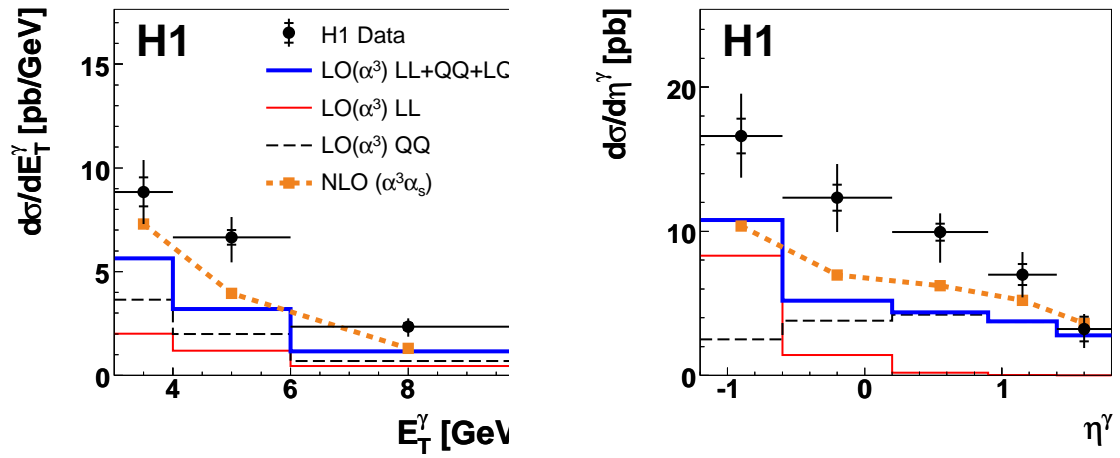 H1
H1 Data
LO(α³) LL+QQ+LQ
LO(α³) LL
LO(α³) QQ
NLO (α³αₛ)
dσ/dE_T^γ [pb/GeV]
15
10
5
0
4
6
8
E_T^γ [GeV
H1
dσ/dη^γ [pb]
20
10
0
-1
0
1
η^γ